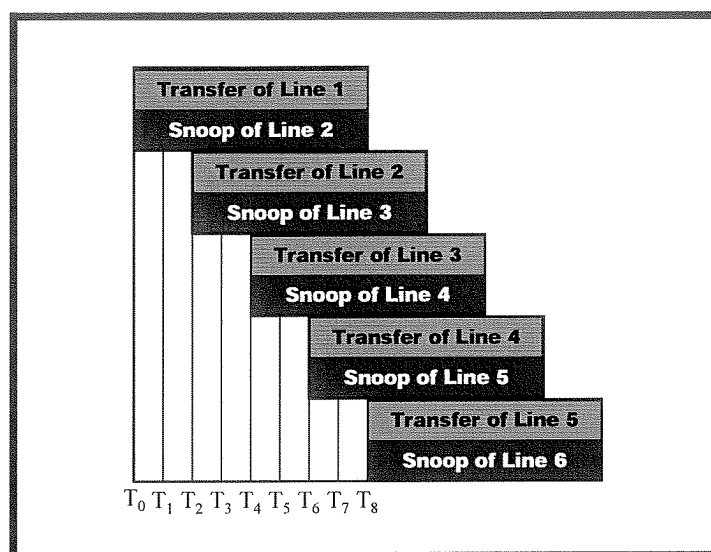 Transfer of Line 1
Snoop of Line 2
Transfer of Line 2
Snoop of Line 3
Transfer of Line 3
Snoop of Line 4
Transfer of Line 4
Snoop of Line 5
Transfer of Line 5
Snoop of Line 6
T₀ T₁ T₂ T₃ T₄ T₅ T₆ T₇ T₈